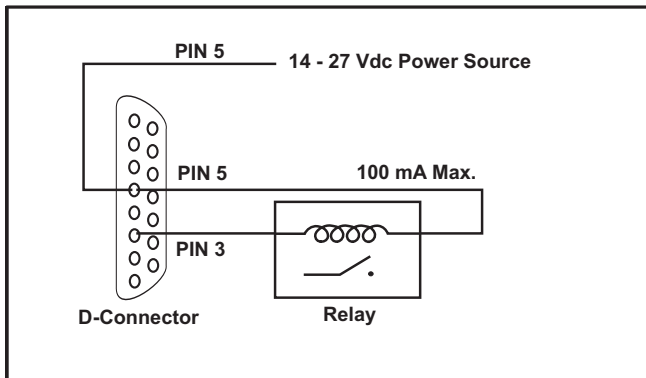 PIN 5
14 - 27 Vdc Power Source
PIN 5
100 mA Max.
PIN 3
D-Connector
Relay